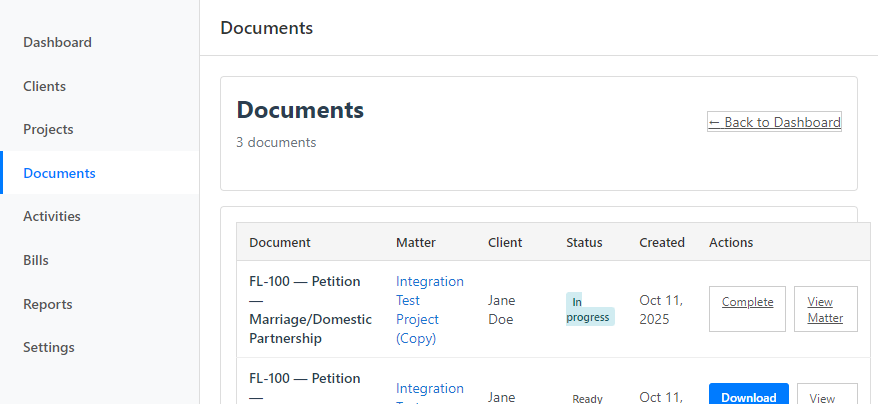 Documents
Dashboard
Clients
Projects
Documents
Activities
Bills
Reports
Settings
Documents
3 documents
← Back to Dashboard
Document Matter Client Status Created Actions
FL-100 — Petition
—
Marriage/Domestic
Partnership
Integration
Test
Project
(Copy)
Jane
Doe
In
progress
Oct 11,
2025
Complete
View
Matter
FL-100 — Petition
—
Integration
Jane
Ready
Oct 11,
Download
View